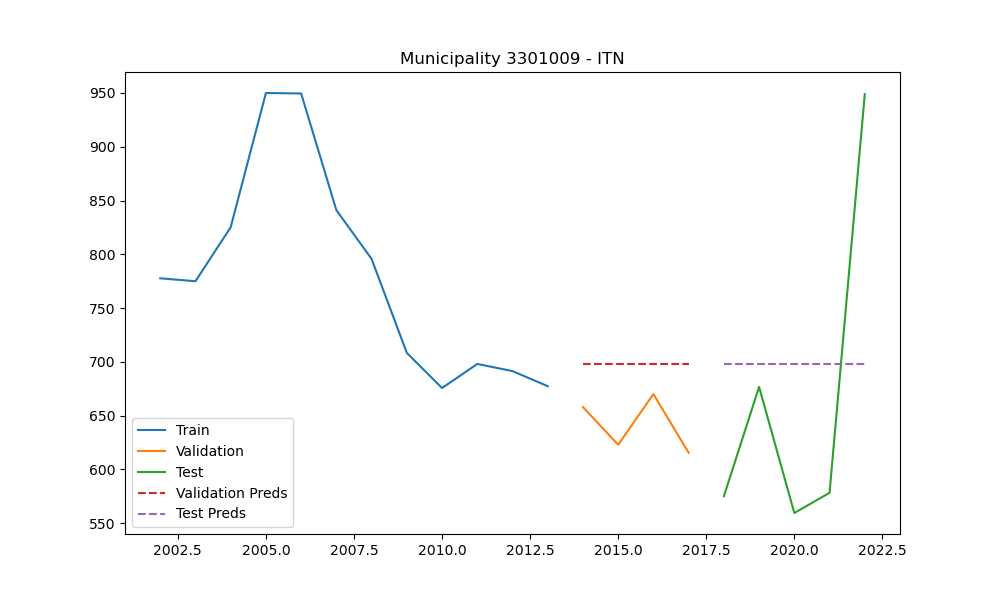 Municipality 3301009 - ITN
950
900
850
800
750
700
650
600
550
Train
Validation
Test
Validation Preds
Test Preds
2002.5 2005.0 2007.5 2010.0 2012.5 2015.0 2017.5 2020.0 2022.5